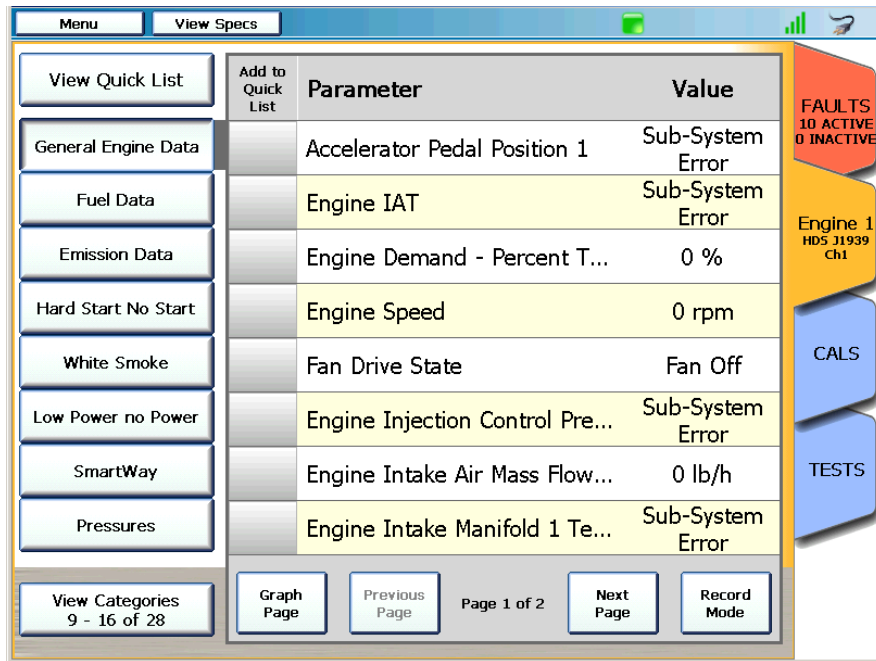 Menu
View Specs
View Quick List
General Engine Data
Fuel Data
Emission Data
Hard Start No Start
White Smoke
Low Power no Power
SmartWay
Pressures
View Categories
9 - 16 of 28
Add to
Quick
List
Parameter
Value
Accelerator Pedal Position 1
Sub-System
Error
Engine IAT
Sub-System
Error
Engine Demand - Percent T...
0 %
Engine Speed
0 rpm
Fan Drive State
Fan Off
Engine Injection Control Pre...
Sub-System
Error
Engine Intake Air Mass Flow...
0 lb/h
Engine Intake Manifold 1 Te...
Sub-System
Error
Graph
Page
Previous
Page
Page 1 of 2
Next
Page
Record
Mode
FAULTS
10 ACTIVE
0 INACTIVE
Engine 1
HDS J1939
Ch1
CALS
TESTS